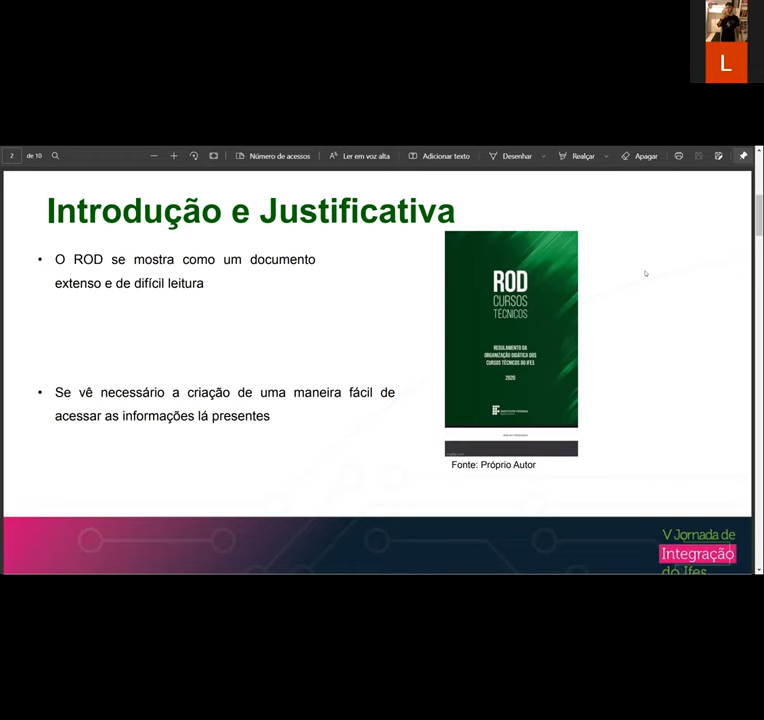 L
2 de 10 Número de acessos Ler em voz alta Adicionar texto Desenhar Realçar Apagar
Introdução e Justificativa
• O ROD se mostra como um documento
extenso e de difícil leitura
• Se vê necessário a criação de uma maneira fácil de
acessar as informações lá presentes
ROD
CURSOS
TÉCNICOS
REGULAMENTO DA
ORGANIZAÇÃO DIDÁTICA DOS
CURSOS TÉCNICOS DO IFES
2020
INSTITUTO FEDERAL
Fonte: Próprio Autor
V Jornada de
Integração
do Ifes